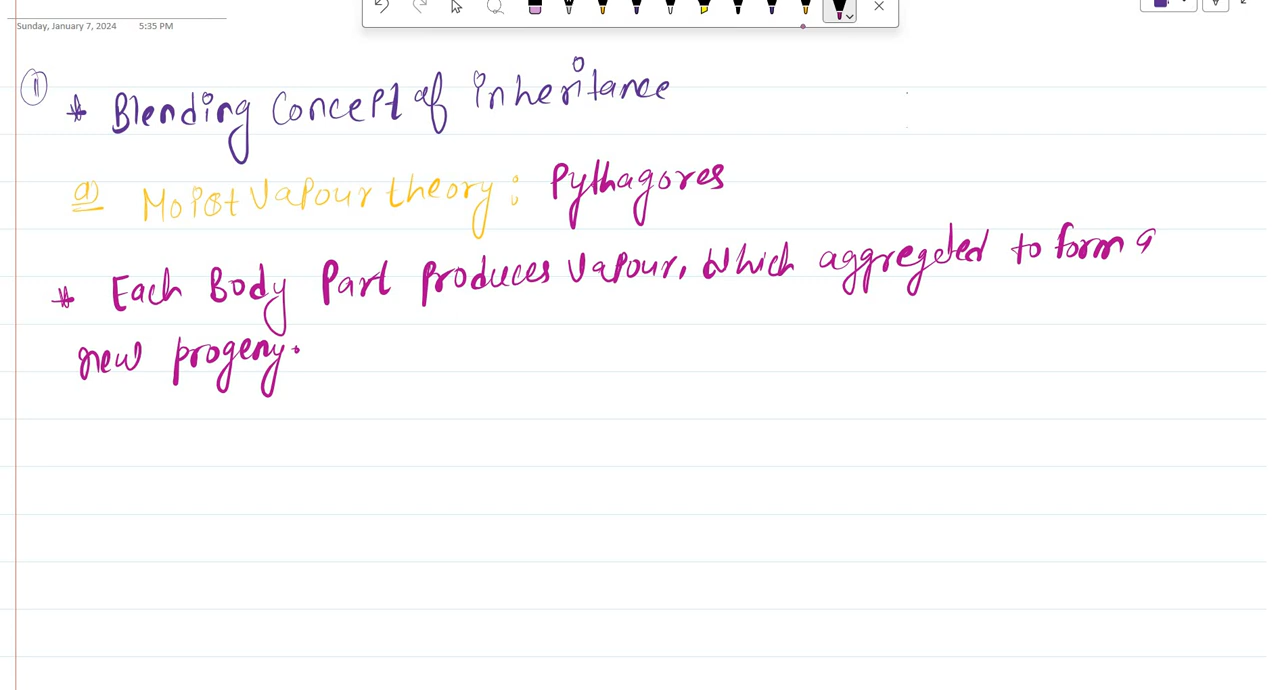 Sunday, January 7, 2024 5:35 PM
① * Blending Concept of inheritance
a) Moist Vapour theory: Pythagores
* Each Body Part produces Vapour, which aggregeted to form a
new progeny.